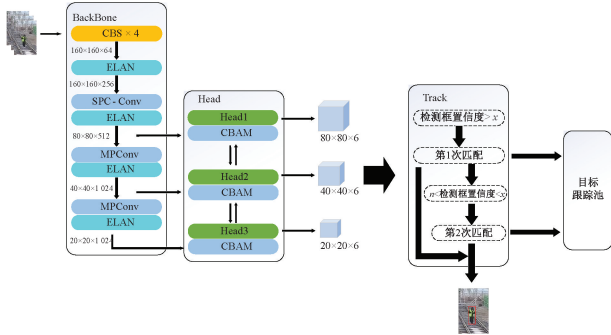 BackBone
CBS × 4
160×160×64
ELAN
160×160×256
SPC - Conv
ELAN
80×80×512
MPConv
ELAN
40×40×1 024
MPConv
ELAN
20×20×1 024
Head
Head1
CBAM
Head2
CBAM
Head3
CBAM
80×80×6
40×40×6
20×20×6
Track
检测框置信度>x
第1次匹配
n<检测框置信度<x
第2次匹配
目标
跟踪池